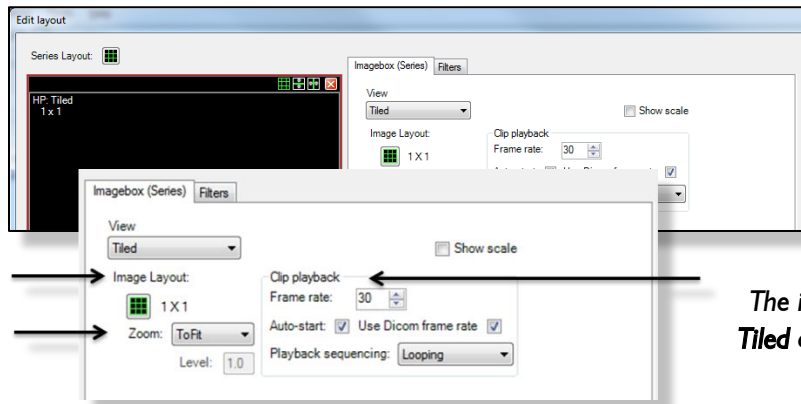 Edit layout
Series Layout:
Imagebox (Series) Filters
HP: Tiled
1 x 1
View
Tiled
Show scale
Image Layout:
1 X 1
Clip playback
Frame rate: 30
Imagebox (Series) Filters
View
Tiled
Show scale
Image Layout:
1 X 1
Zoom: ToFit
Level: 1.0
Clip playback
Frame rate: 30
Auto-start: Use Dicom frame rate
Playback sequencing: Looping
The
Tiled